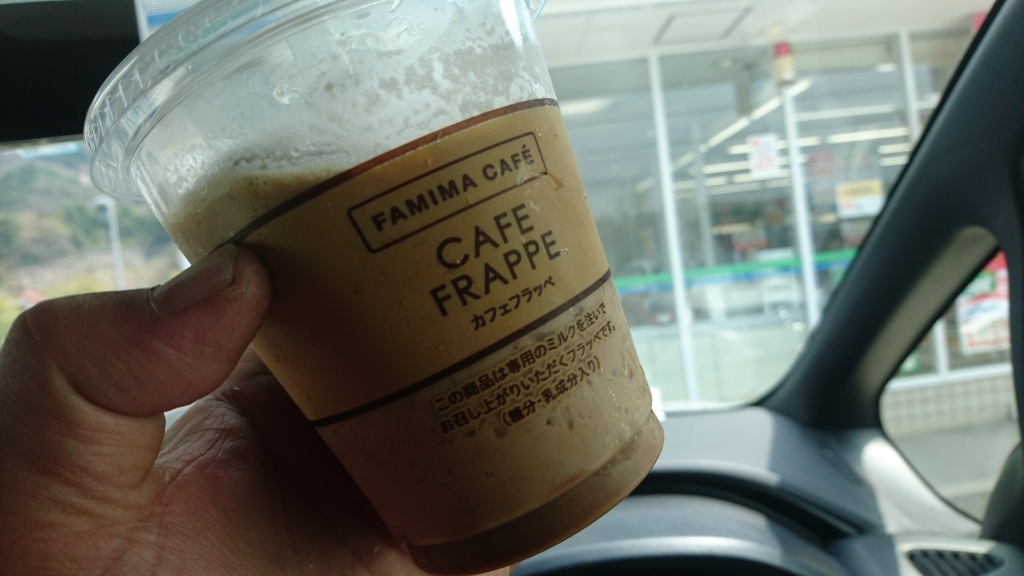 FAMIMA CAFÉ
CAFE
FRAPPE
カフェフラッペ
この商品は専用のミルクを注いで
お召し上がりいただくフラッペです。
(糖分・乳成分入り)